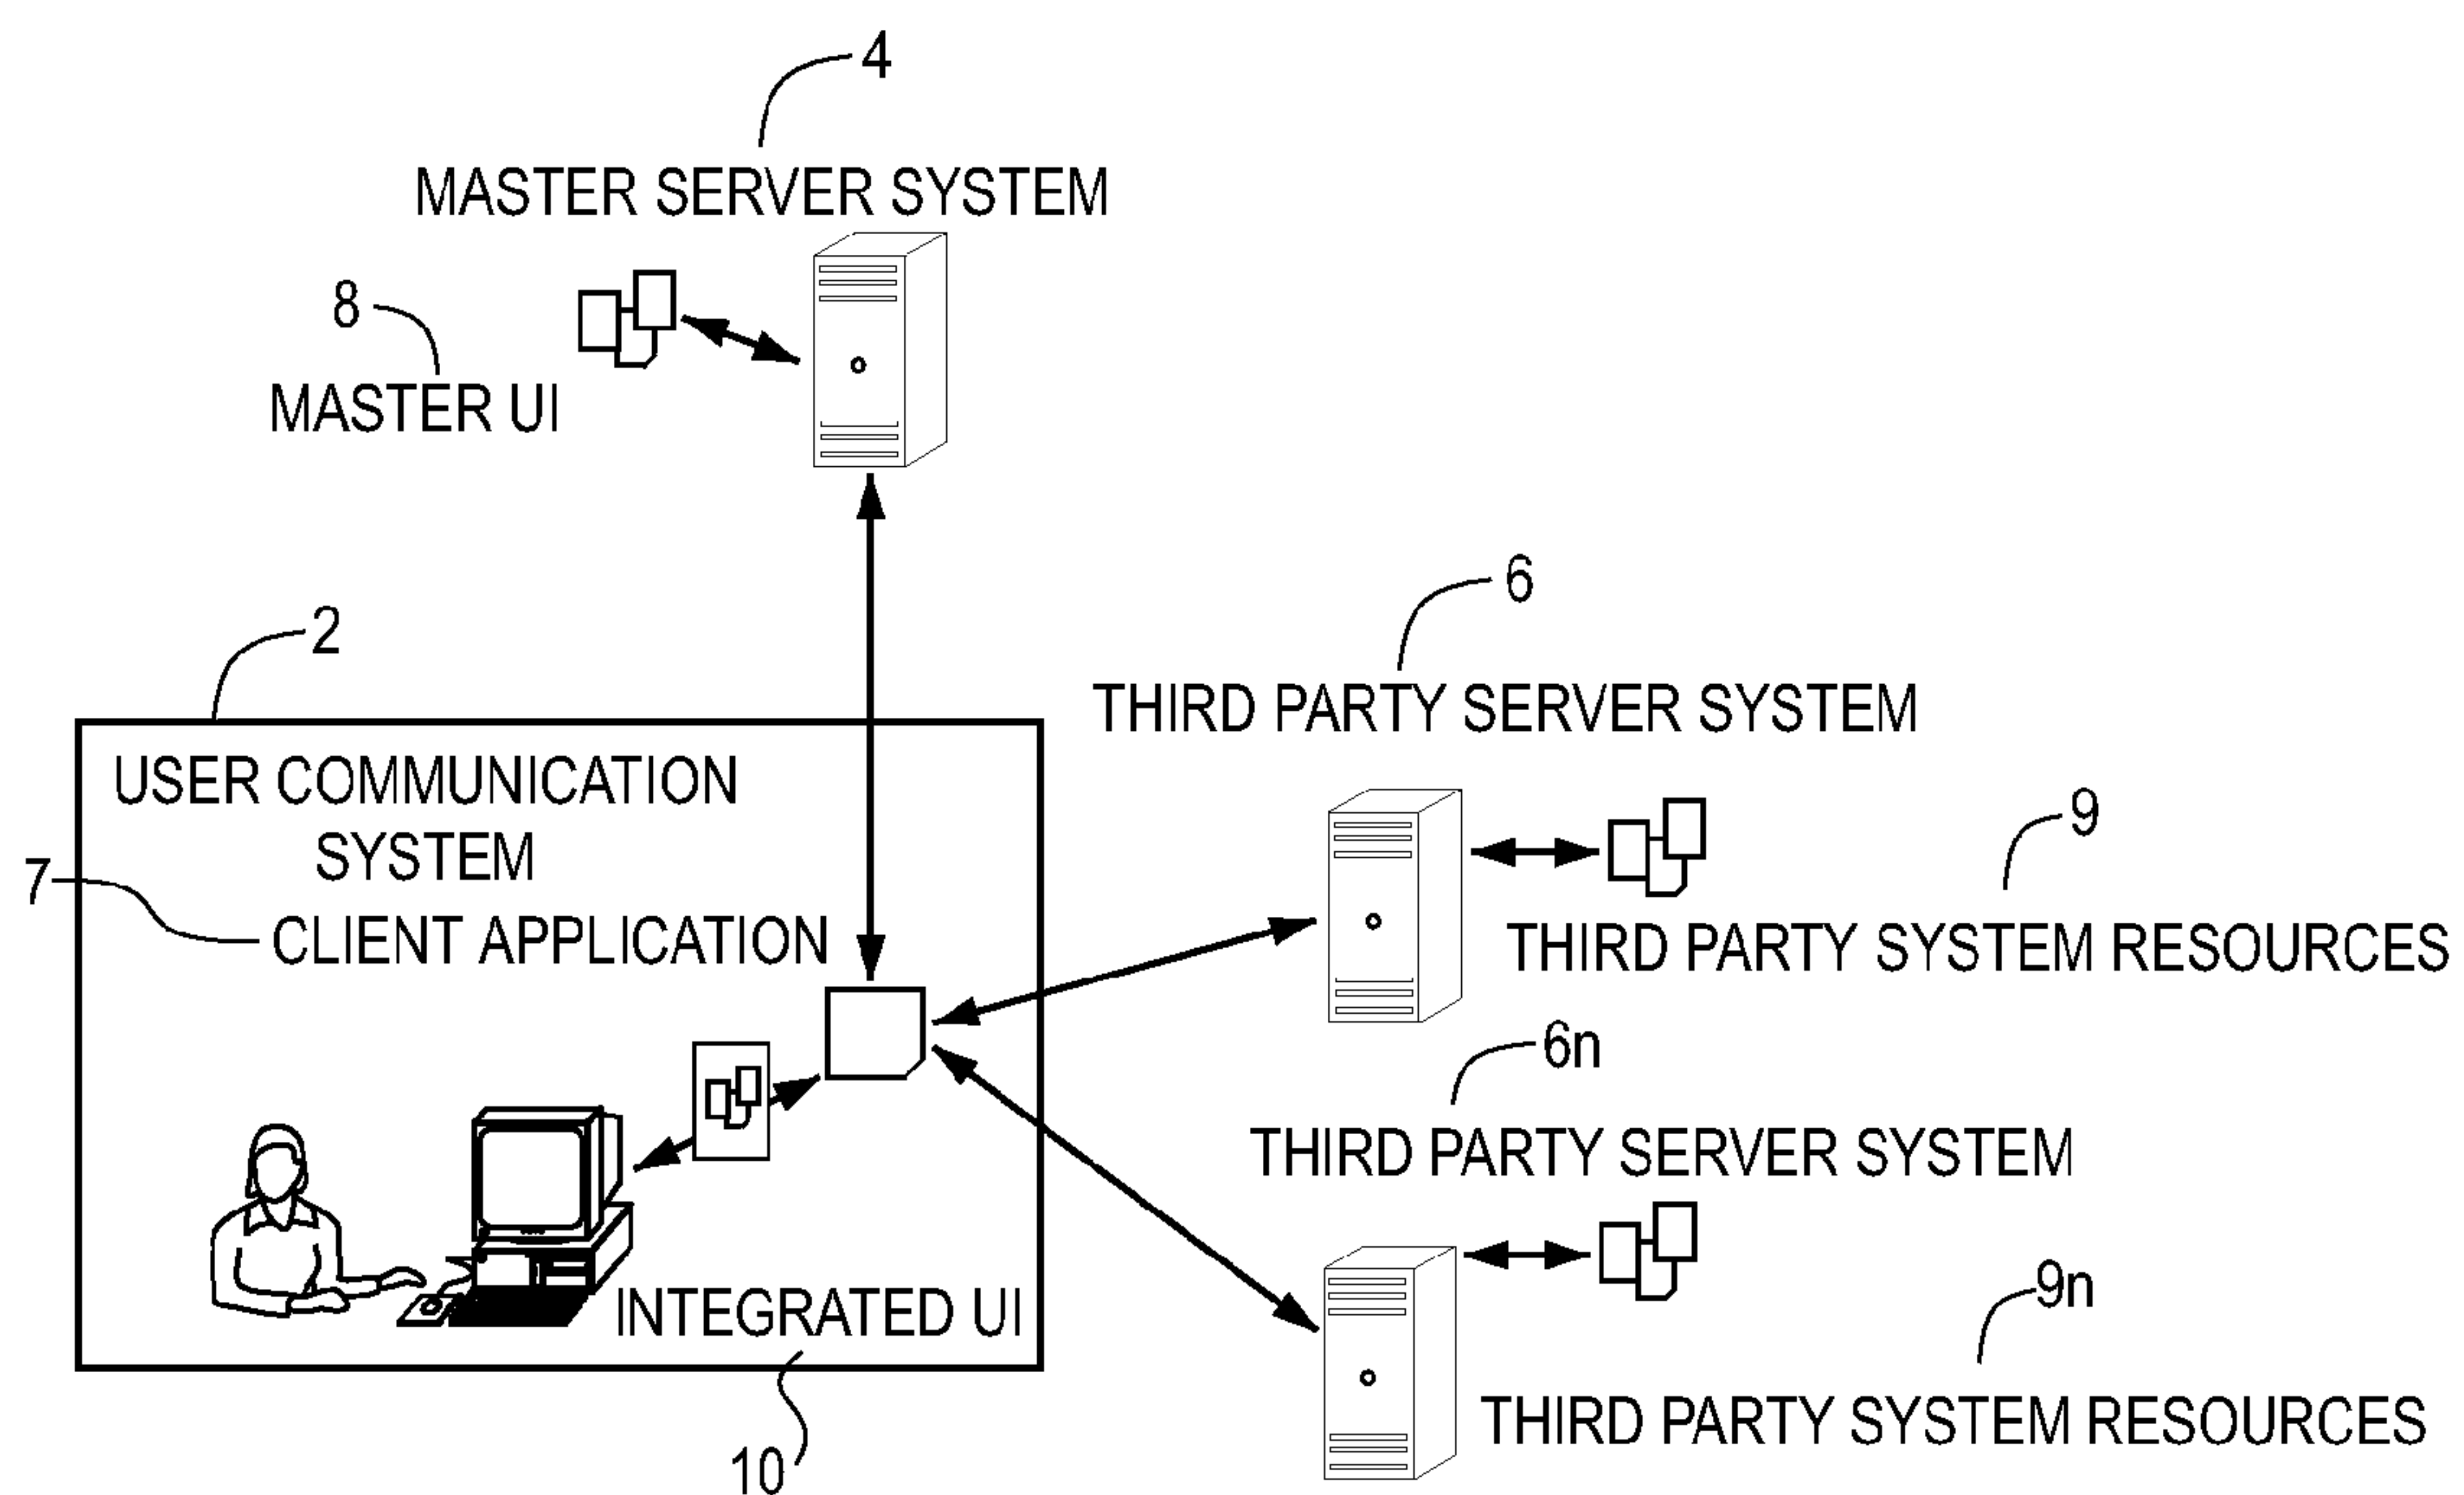 4
MASTER SERVER SYSTEM
8
MASTER UI
2
6
THIRD PARTY SERVER SYSTEM
USER COMMUNICATION
SYSTEM
7
CLIENT APPLICATION
9
THIRD PARTY SYSTEM RESOURCES
6n
THIRD PARTY SERVER SYSTEM
9n
INTEGRATED UI
THIRD PARTY SYSTEM RESOURCES
10